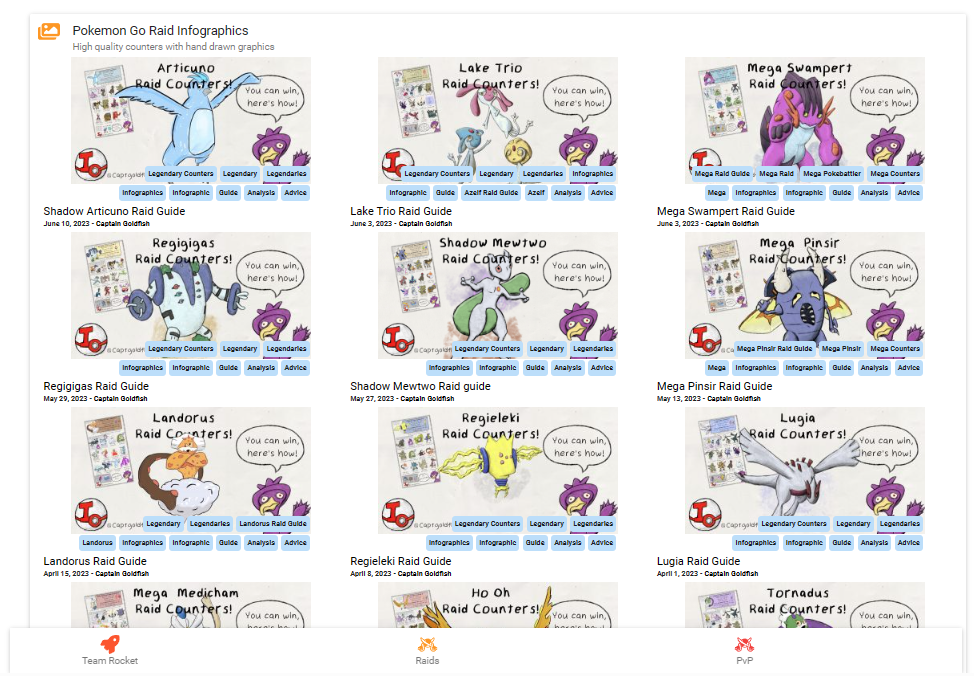 Pokemon Go Raid Infographics
High quality counters with hand drawn graphics
Articuno
Raid Counters!
You can win,
here's how!
Legendary Counters Legendary Legendaries
Infographics Infographic Guide Analysis Advice
Shadow Articuno Raid Guide
June 10, 2023 - Captain Goldfish
Lake Trio
Raid Counters!
You can win,
here's how!
Legendary Counters Legendary Legendaries Infographics
Infographic Guide Azelf Raid Guide Azelf Analysis Advice
Lake Trio Raid Guide
June 3, 2023 - Captain Goldfish
Mega Swampert
Raid Counters!
You can win,
here's how!
Mega Raid Guide Mega Raid Mega Pokebattler Mega Counters
Mega Infographics Infographic Guide Analysis Advice
Mega Swampert Raid Guide
June 3, 2023 - Captain Goldfish
Regigigas
Raid Counters!
You can win,
here's how!
Legendary Counters Legendary Legendaries
Infographics Infographic Guide Analysis Advice
Regigigas Raid Guide
May 29, 2023 - Captain Goldfish
Shadow Mewtwo
Raid Counters!
You can win,
here's how!
Legendary Counters Legendary Legendaries
Infographics Infographic Guide Analysis Advice
Shadow Mewtwo Raid guide
May 27, 2023 - Captain Goldfish
Mega Pinsir
Raid Counters!
You can win,
here's how!
Mega Pinsir Raid Guide Mega Pinsir Mega Counters
Mega Infographics Infographic Guide Analysis Advice
Mega Pinsir Raid Guide
May 13, 2023 - Captain Goldfish
Landorus
Raid Counters!
You can win,
here's how!
Legendary Legendaries Landorus Raid Guide
Landorus Infographics Infographic Guide Analysis Advice
Landorus Raid Guide
April 15, 2023 - Captain Goldfish
Regieleki
Raid Counters!
You can win,
here's how!
Legendary Counters Legendary Legendaries
Infographics Infographic Guide Analysis Advice
Regieleki Raid Guide
April 8, 2023 - Captain Goldfish
Lugia
Raid Counters!
You can win,
here's how!
Legendary Counters Legendary Legendaries
Infographics Infographic Guide Analysis Advice
Lugia Raid Guide
April 1, 2023 - Captain Goldfish
Mega Medicham
Raid Counters!
You can win,
Ho Oh
Raid Counters!
You can win,
Tornadus
Raid Counters!
You can win,
Team Rocket
Raids
PvP